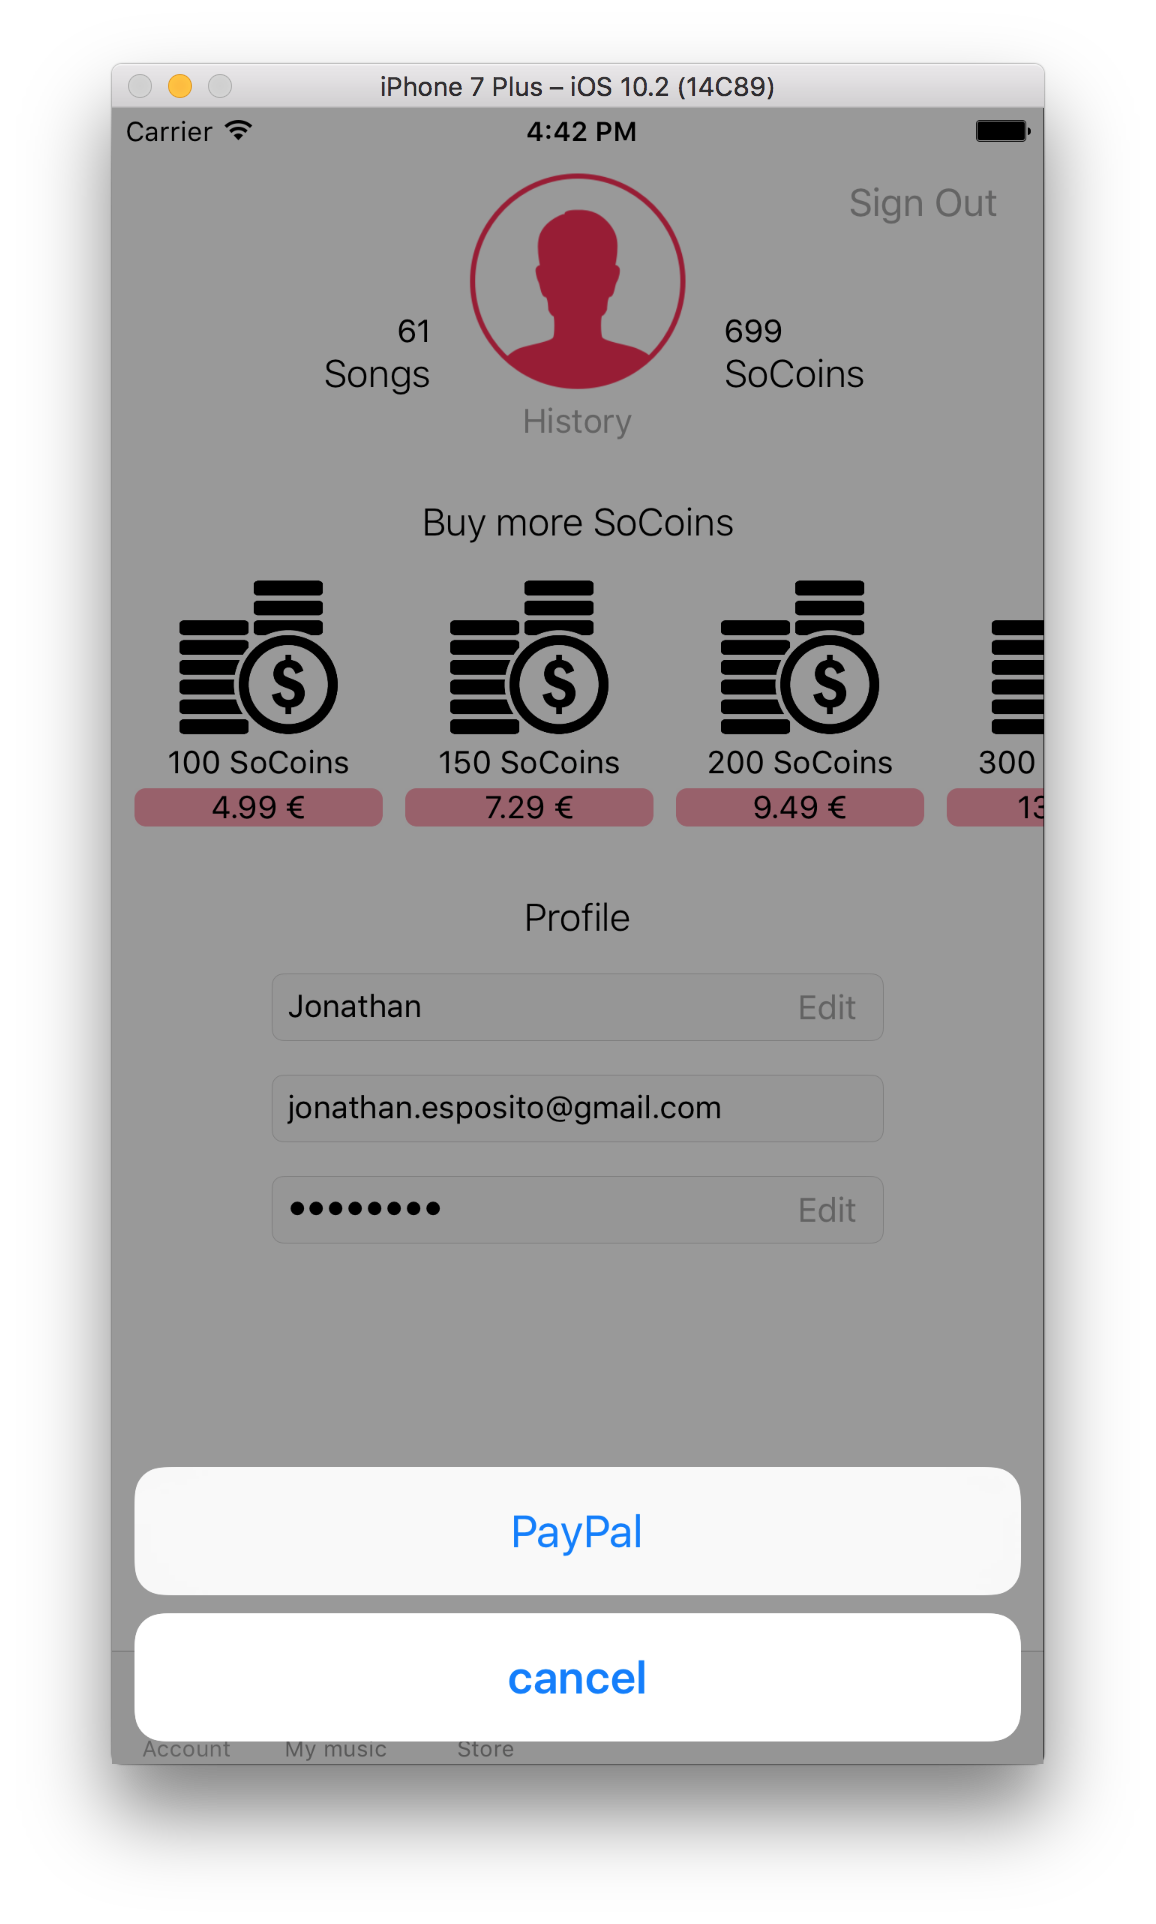 iPhone 7 Plus – iOS 10.2 (14C89)
Carrier 4:42 PM
Sign Out
61 Songs
699 SoCoins
History
Buy more SoCoins
$ $ $
100 SoCoins 150 SoCoins 200 SoCoins 300
4.99 € 7.29 € 9.49 € 13
Profile
Jonathan Edit
jonathan.esposito@gmail.com
•••••••• Edit
PayPal
cancel
Account My music Store